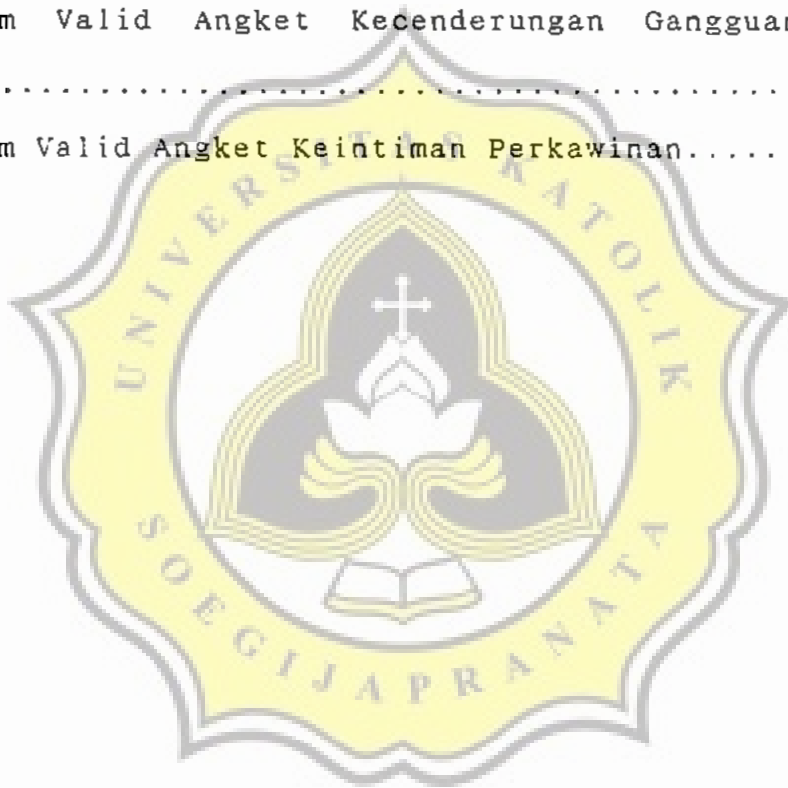 m Valid Angket Kecenderungan Gangguan
..................................................
m Valid Angket Keintiman Perkawinan.....
UNIVERSITAS KATOLIK
SOEGIJAPRANATA